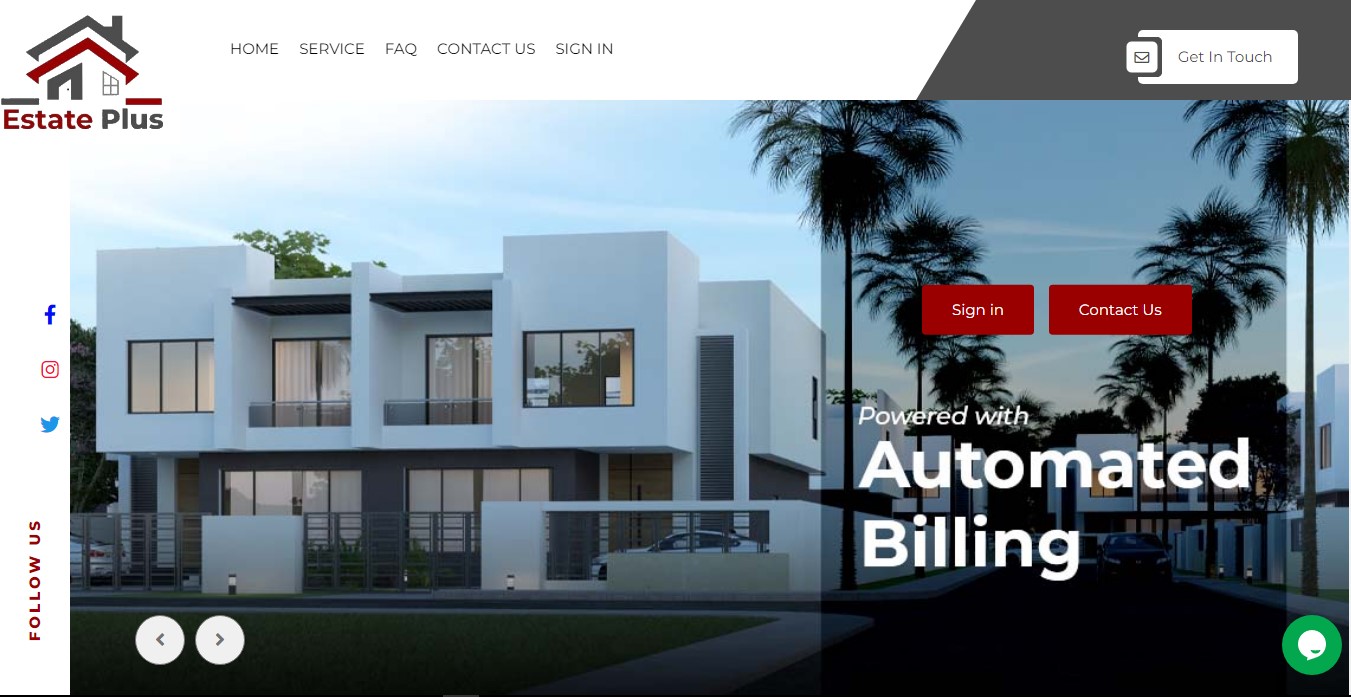 Estate Plus
HOME SERVICE FAQ CONTACT US SIGN IN
Get In Touch
Sign in Contact Us
Powered with
Automated
Billing
FOLLOW US